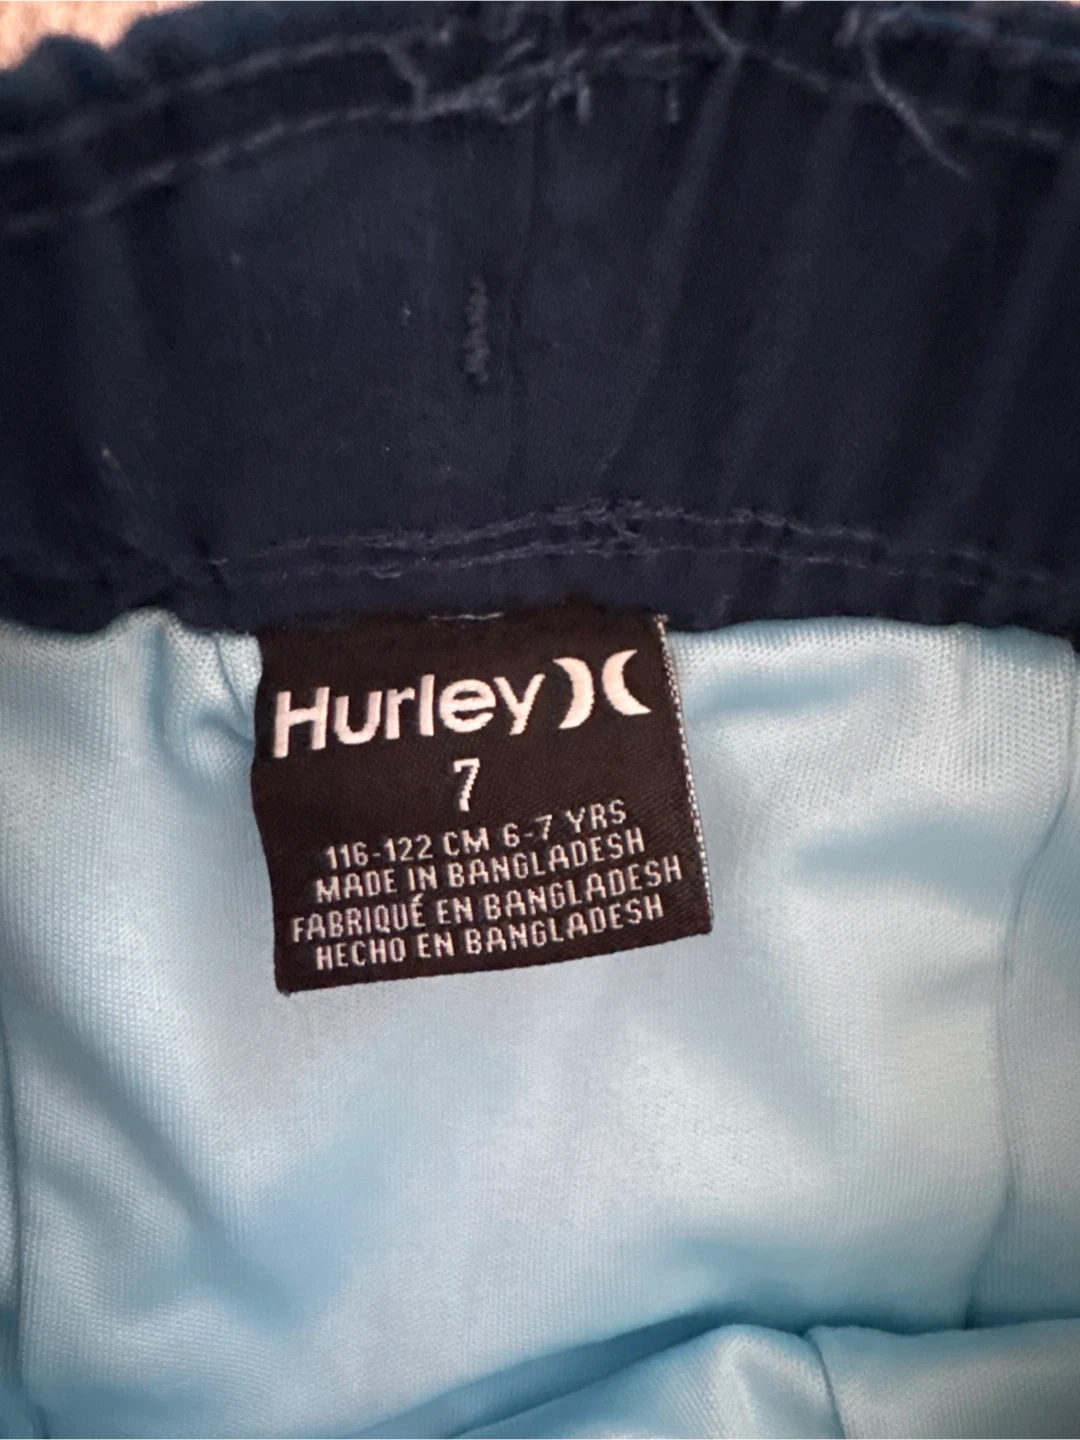 Hurley
7
116-122 CM 6-7 YRS
MADE IN BANGLADESH
FABRIQUÉ EN BANGLADESH
HECHO EN BANGLADESH